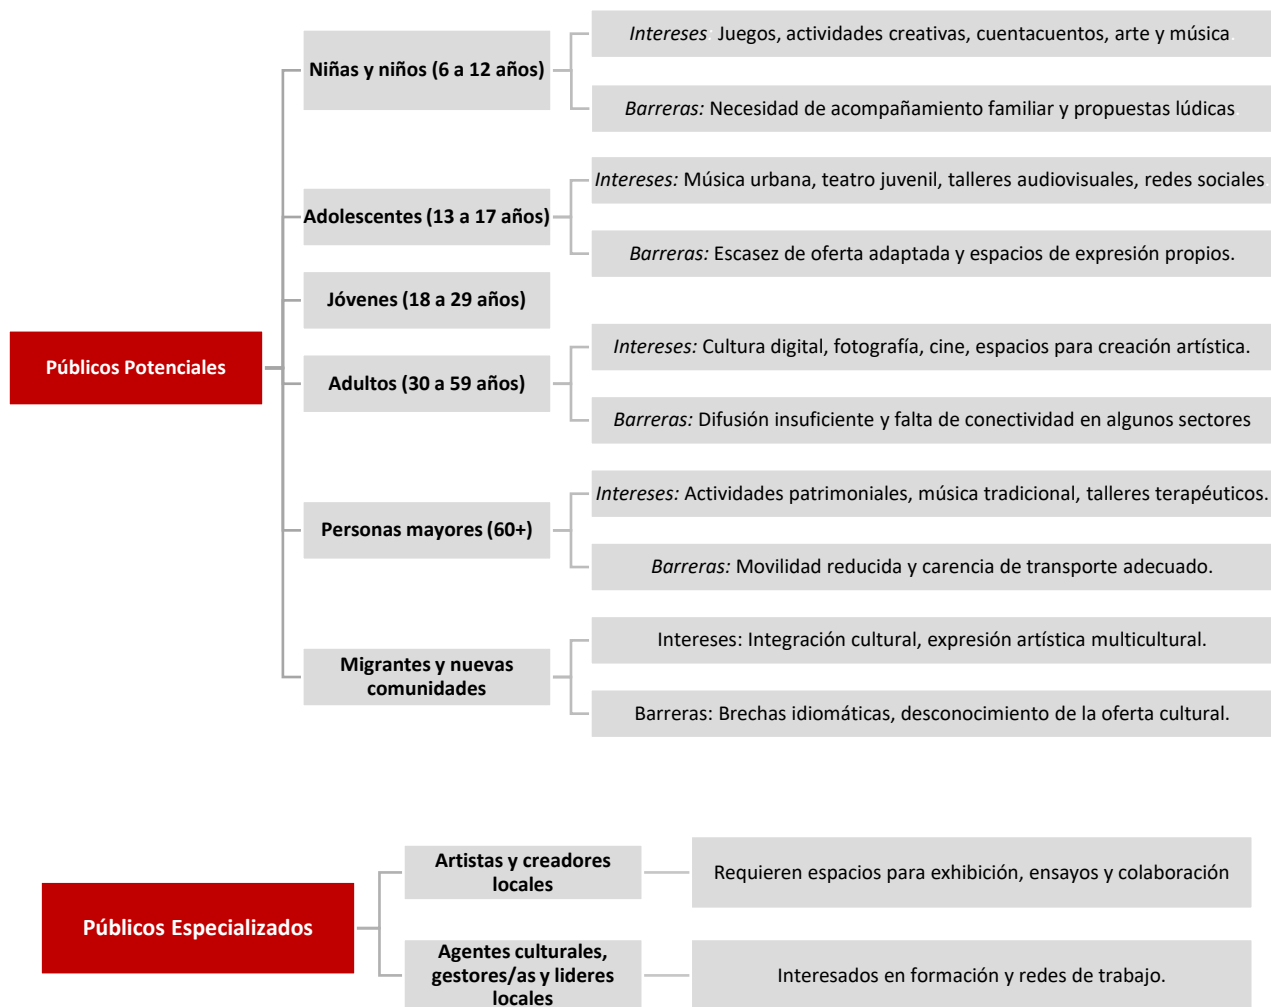 Públicos Potenciales
Niñas y niños (6 a 12 años)
Intereses: Juegos, actividades creativas, cuentacuentos, arte y música.
Barreras: Necesidad de acompañamiento familiar y propuestas lúdicas.
Adolescentes (13 a 17 años)
Intereses: Música urbana, teatro juvenil, talleres audiovisuales, redes sociales.
Barreras: Escasez de oferta adaptada y espacios de expresión propios.
Jóvenes (18 a 29 años)
Adultos (30 a 59 años)
Intereses: Cultura digital, fotografía, cine, espacios para creación artística.
Barreras: Difusión insuficiente y falta de conectividad en algunos sectores
Personas mayores (60+)
Intereses: Actividades patrimoniales, música tradicional, talleres terapéuticos.
Barreras: Movilidad reducida y carencia de transporte adecuado.
Migrantes y nuevas
comunidades
Intereses: Integración cultural, expresión artística multicultural.
Barreras: Brechas idiomáticas, desconocimiento de la oferta cultural.
Públicos Especializados
Artistas y creadores
locales
Requieren espacios para exhibición, ensayos y colaboración
Agentes culturales,
gestores/as y lideres
locales
Interesados en formación y redes de trabajo.